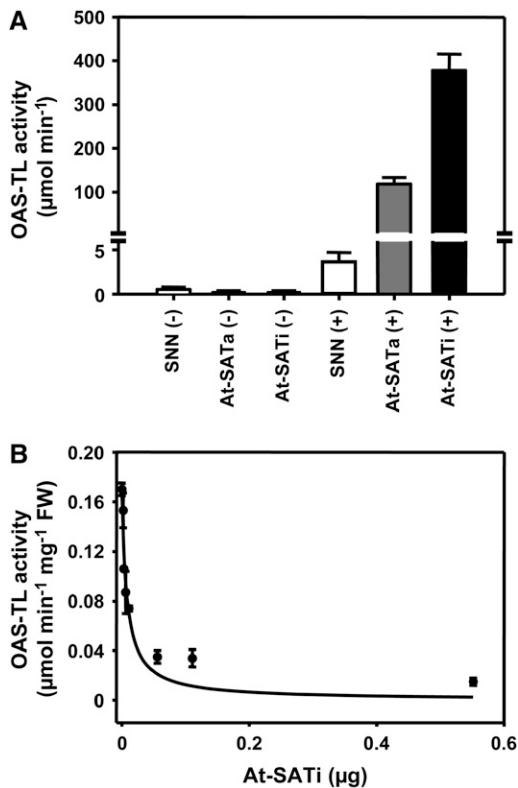 A
OAS-TL activity
(µmol min⁻¹)
500
400
300
200
100
5
0
SNN (-)
At-SATa (-)
At-SATi (-)
SNN (+)
At-SATa (+)
At-SATi (+)
B
OAS-TL activity
(µmol min⁻¹ mg⁻¹ FW)
0.20
0.16
0.12
0.08
0.04
0
0 0.2 0.4 0.6
At-SATi (µg)